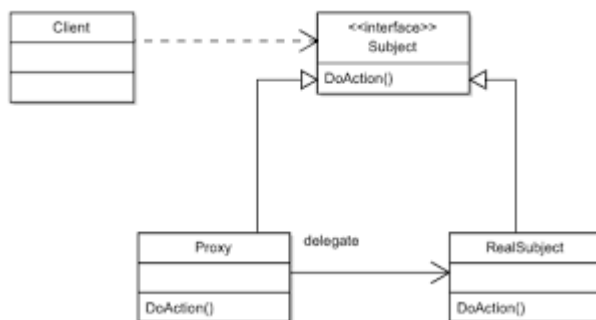 Client
<<interface>>
Subject
DoAction()
Proxy
delegate
RealSubject
DoAction()
DoAction()